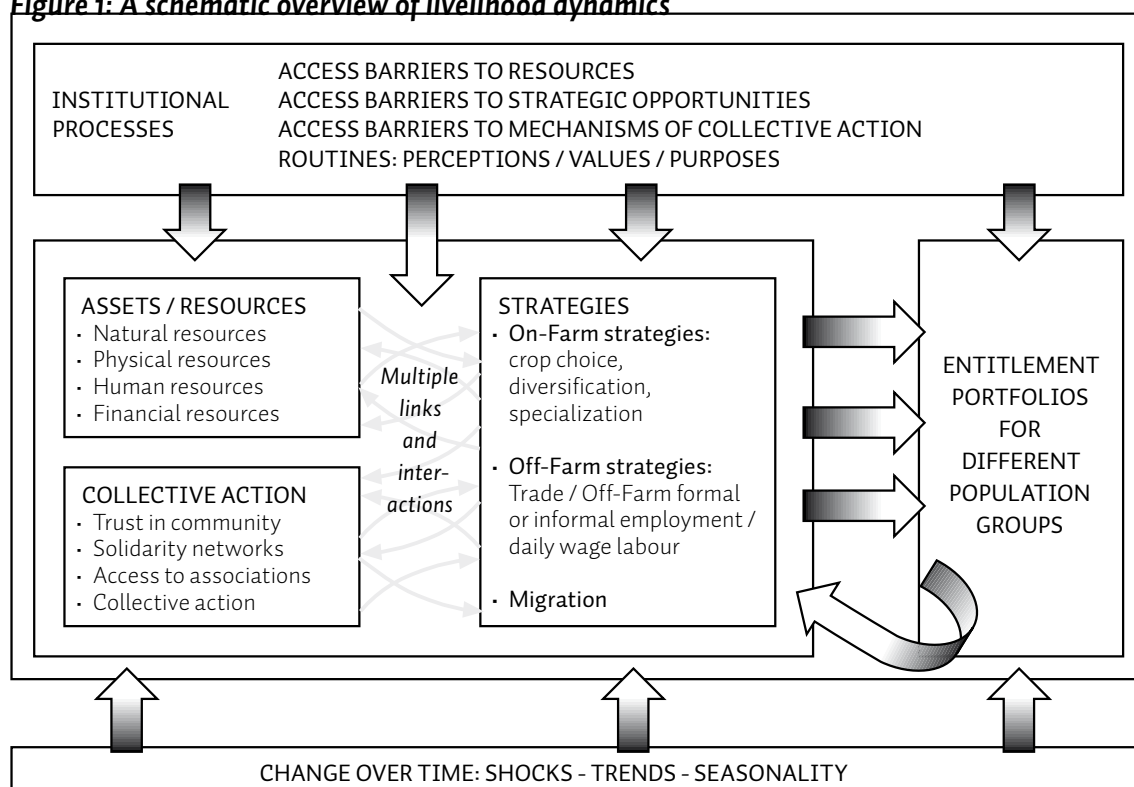 Figure 1: A schematic overview of livelihood dynamics
INSTITUTIONAL
PROCESSES
ACCESS BARRIERS TO RESOURCES
ACCESS BARRIERS TO STRATEGIC OPPORTUNITIES
ACCESS BARRIERS TO MECHANISMS OF COLLECTIVE ACTION
ROUTINES: PERCEPTIONS / VALUES / PURPOSES
ASSETS / RESOURCES
· Natural resources
· Physical resources
· Human resources
· Financial resources
COLLECTIVE ACTION
· Trust in community
· Solidarity networks
· Access to associations
· Collective action
Multiple
links
and
inter-
actions
STRATEGIES
· On-Farm strategies:
crop choice,
diversification,
specialization
· Off-Farm strategies:
Trade / Off-Farm formal
or informal employment /
daily wage labour
· Migration
ENTITLEMENT
PORTFOLIOS
FOR
DIFFERENT
POPULATION
GROUPS
CHANGE OVER TIME: SHOCKS - TRENDS - SEASONALITY